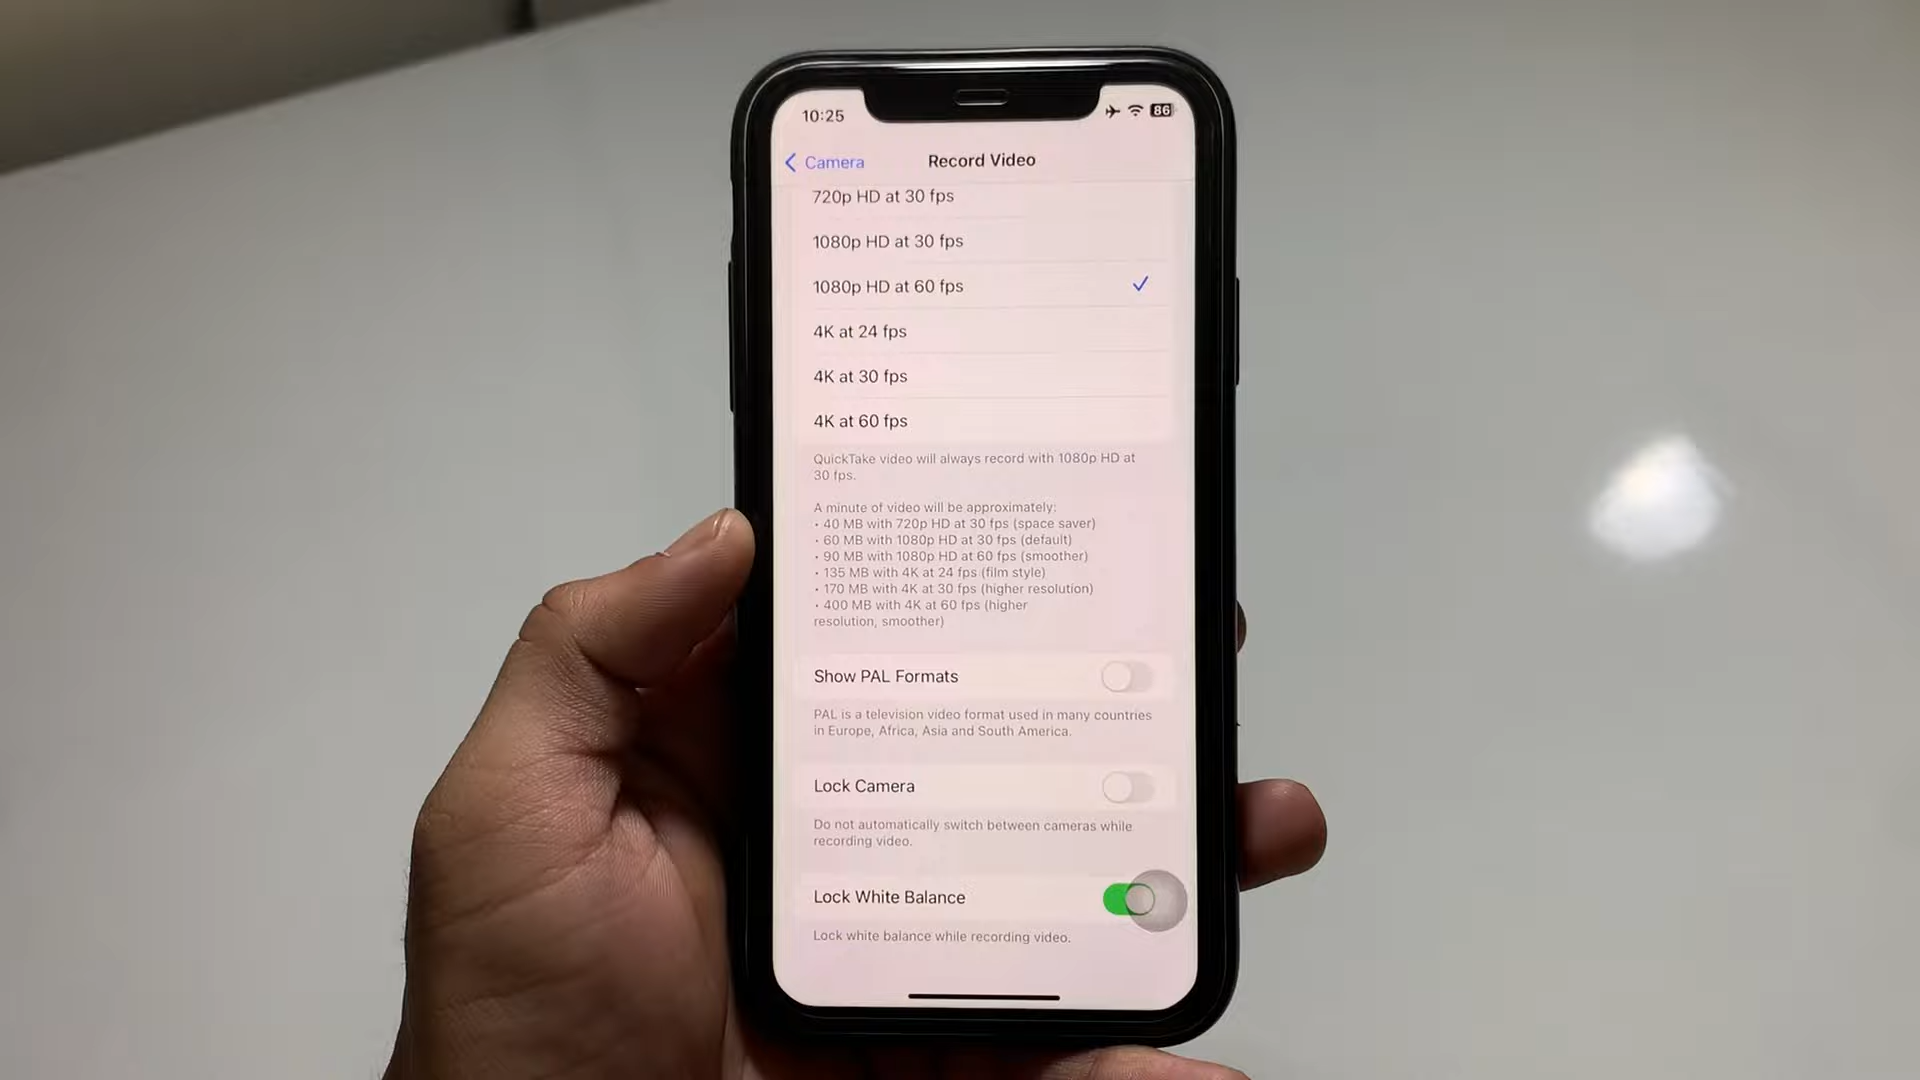 10:25
86
Camera
Record Video
720p HD at 30 fps
1080p HD at 30 fps
1080p HD at 60 fps
4K at 24 fps
4K at 30 fps
4K at 60 fps
QuickTake video will always record with 1080p HD at
30 fps.
A minute of video will be approximately:
• 40 MB with 720p HD at 30 fps (space saver)
• 60 MB with 1080p HD at 30 fps (default)
• 90 MB with 1080p HD at 60 fps (smoother)
• 135 MB with 4K at 24 fps (film style)
• 170 MB with 4K at 30 fps (higher resolution)
• 400 MB with 4K at 60 fps (higher
resolution, smoother)
Show PAL Formats
PAL is a television video format used in many countries
in Europe, Africa, Asia and South America.
Lock Camera
Do not automatically switch between cameras while
recording video.
Lock White Balance
Lock white balance while recording video.